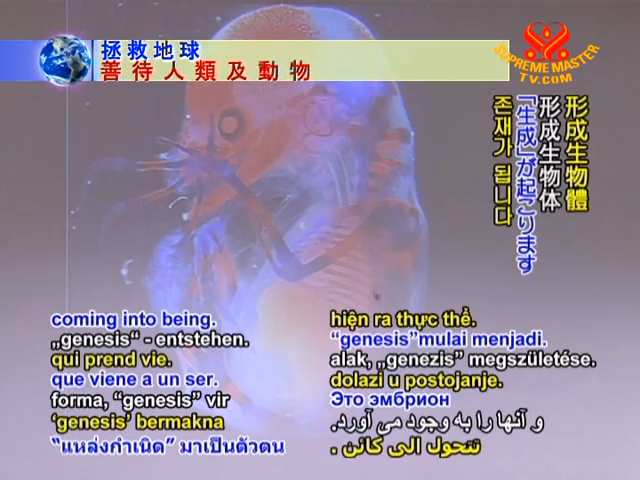 拯救地球
善待人類及動物
SUPREME MASTER
TV.COM
形成生物體
形成生物体
「生成」が起こります
존재가 됩니다
coming into being.
„genesis“ - entstehen.
qui prend vie.
que viene a un ser.
forma, “genesis” vir
‘genesis’ bermakna
“แหล่งกำเนิด” มาเป็นตัวตน
hiện ra thực thể.
“genesis”mulai menjadi.
alak, „genezis” megszületése.
dolazi u postojanje.
Это эмбрион
و آنها را به وجود می آورد.
تتحول الى كائن .